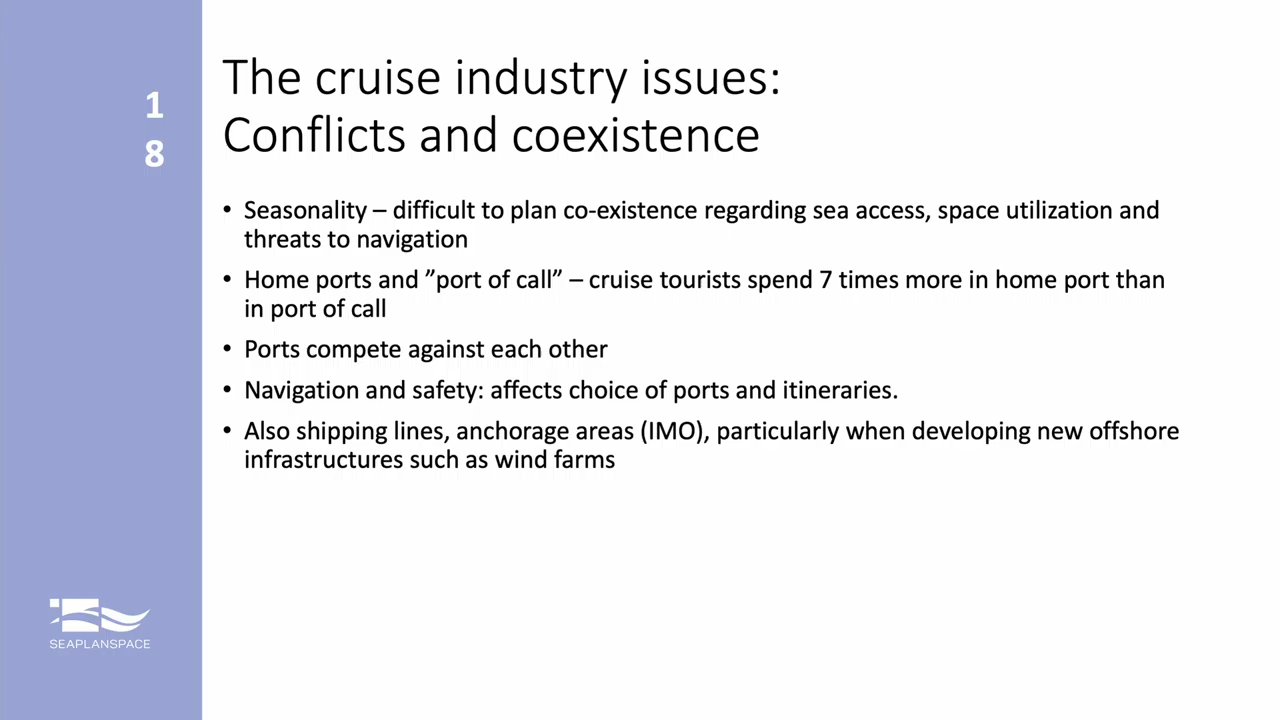 1
8
The cruise industry issues:
Conflicts and coexistence
• Seasonality – difficult to plan co-existence regarding sea access, space utilization and
threats to navigation
• Home ports and ”port of call” – cruise tourists spend 7 times more in home port than
in port of call
• Ports compete against each other
• Navigation and safety: affects choice of ports and itineraries.
• Also shipping lines, anchorage areas (IMO), particularly when developing new offshore
infrastructures such as wind farms
SEAPLANSPACE